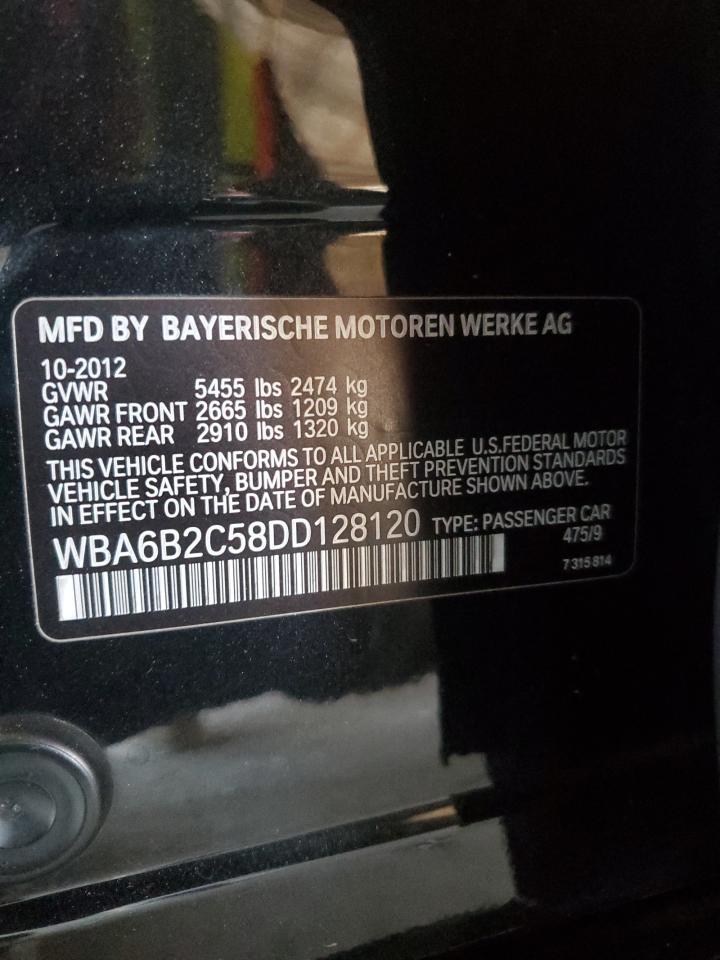 MFD BY BAYERISCHE MOTOREN WERKE AG
10-2012
GVWR 5455 lbs 2474 kg
GAWR FRONT 2665 lbs 1209 kg
GAWR REAR 2910 lbs 1320 kg
THIS VEHICLE CONFORMS TO ALL APPLICABLE U.S.FEDERAL MOTOR
VEHICLE SAFETY, BUMPER AND THEFT PREVENTION STANDARDS
IN EFFECT ON THE DATE OF MANUFACTURE SHOWN ABOVE.
WBA6B2C58DD128120 TYPE: PASSENGER CAR
475/9
7 315 814